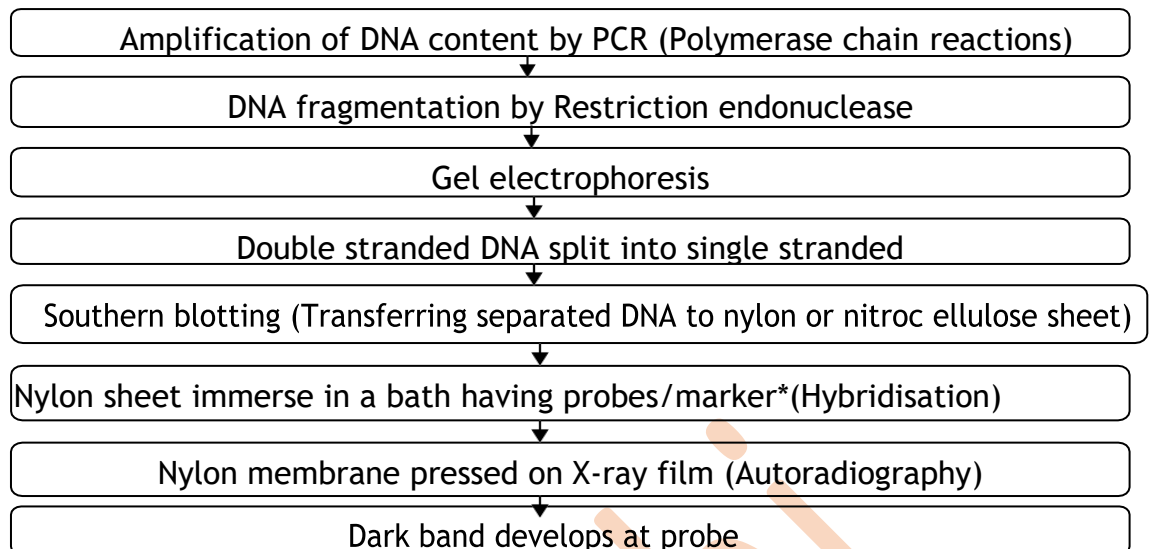 Amplification of DNA content by PCR (Polymerase chain reactions)
DNA fragmentation by Restriction endonuclease
Gel electrophoresis
Double stranded DNA split into single stranded
Southern blotting (Transferring separated DNA to nylon or nitroc ellulose sheet)
Nylon sheet immerse in a bath having probes/marker*(Hybridisation)
Nylon membrane pressed on X-ray film (Autoradiography)
Dark band develops at probe